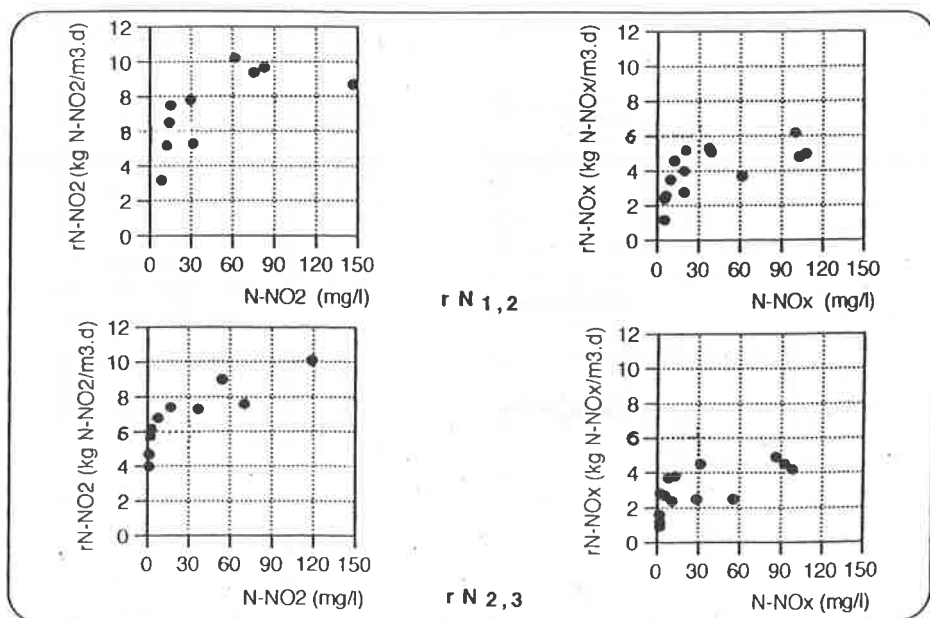 rN-NO2 (kg N-NO2/m3.d)
12
10
8
8
4
2
0
0 30 60 90 120 150
N-NO2 (mg/l)
rN-NOx (kg N-NOx/m3.d)
12
10
8
6
4
2
0
0 30 60 90 120 150
N-NOx (mg/l)
r N 1,2
rN-NO2 (kg N-NO2/m3.d)
12
10
8
6
4
2
0
0 30 60 90 120 150
N-NO2 (mg/l)
rN-NOx (kg N-NOx/m3.d)
12
10
8
6
4
2
0
0 30 60 90 120 150
N-NOx (mg/l)
r N 2,3